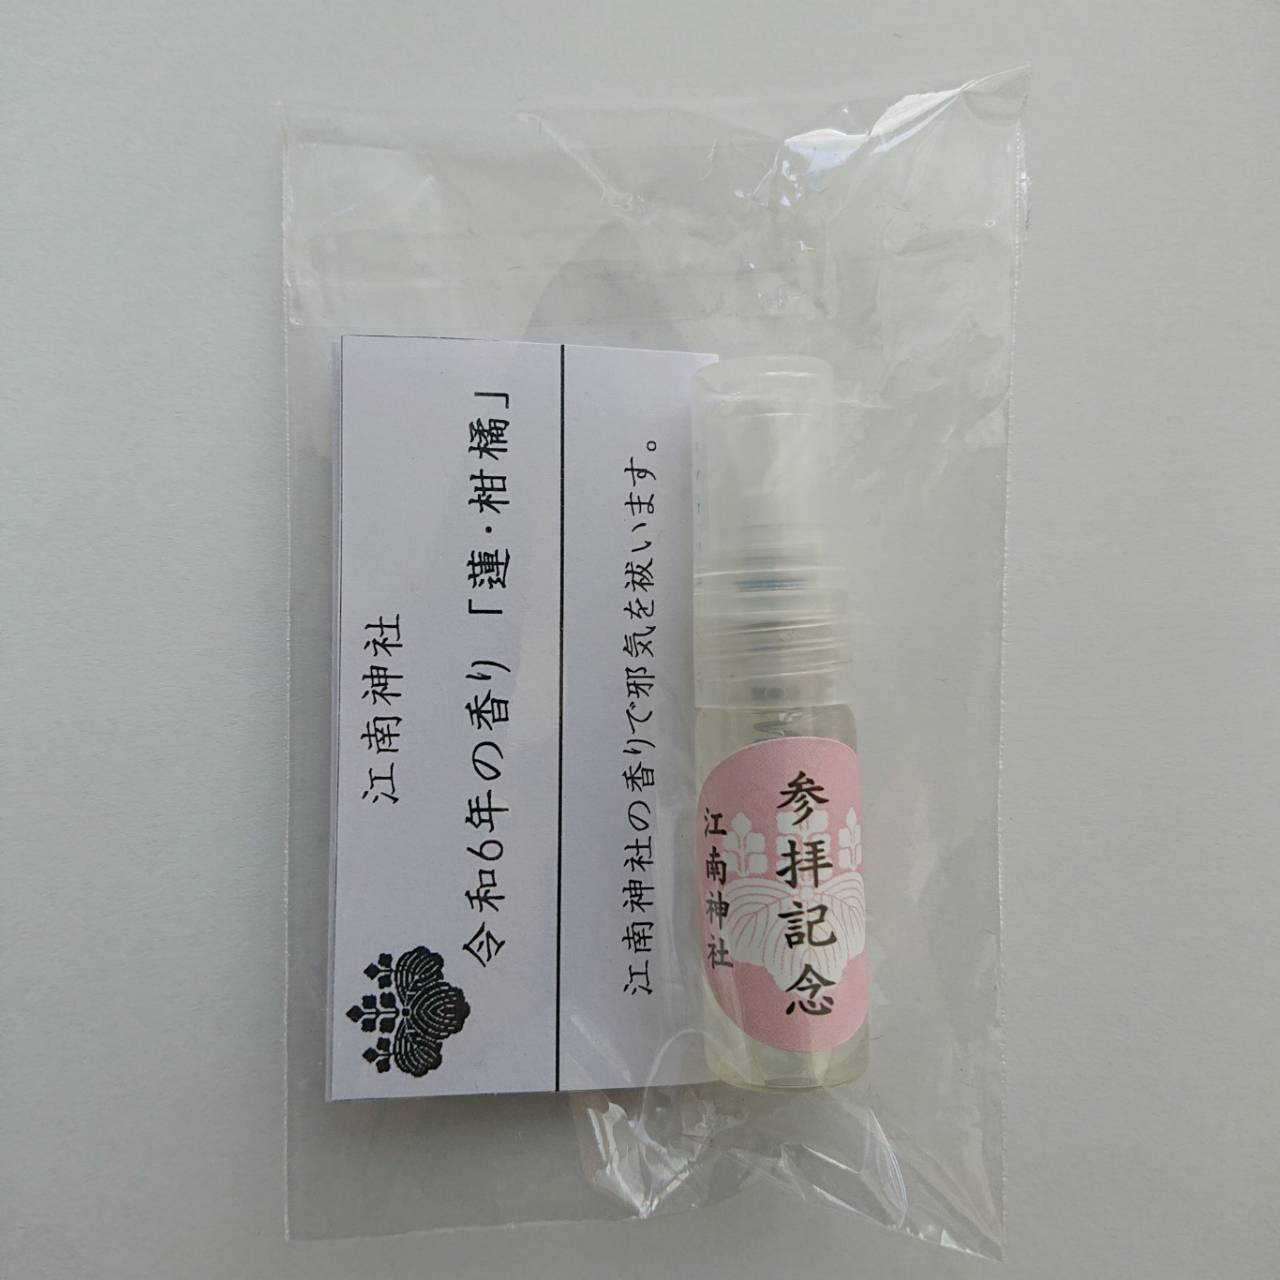 江南神社
令和6年の香り「蓮・柑橘」
江南神社の香りで邪気を祓います。
参拝記念
江南神社